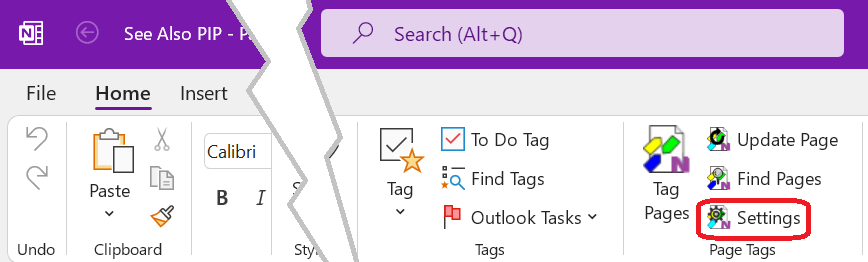 See Also PIP - P
Search (Alt+Q)
File
Home
Insert
Paste
Clipboard
Undo
Calibri
B
I
Tag
To Do Tag
Find Tags
Outlook Tasks
Tags
Tag
Pages
Update Page
Find Pages
Settings
Page Tags